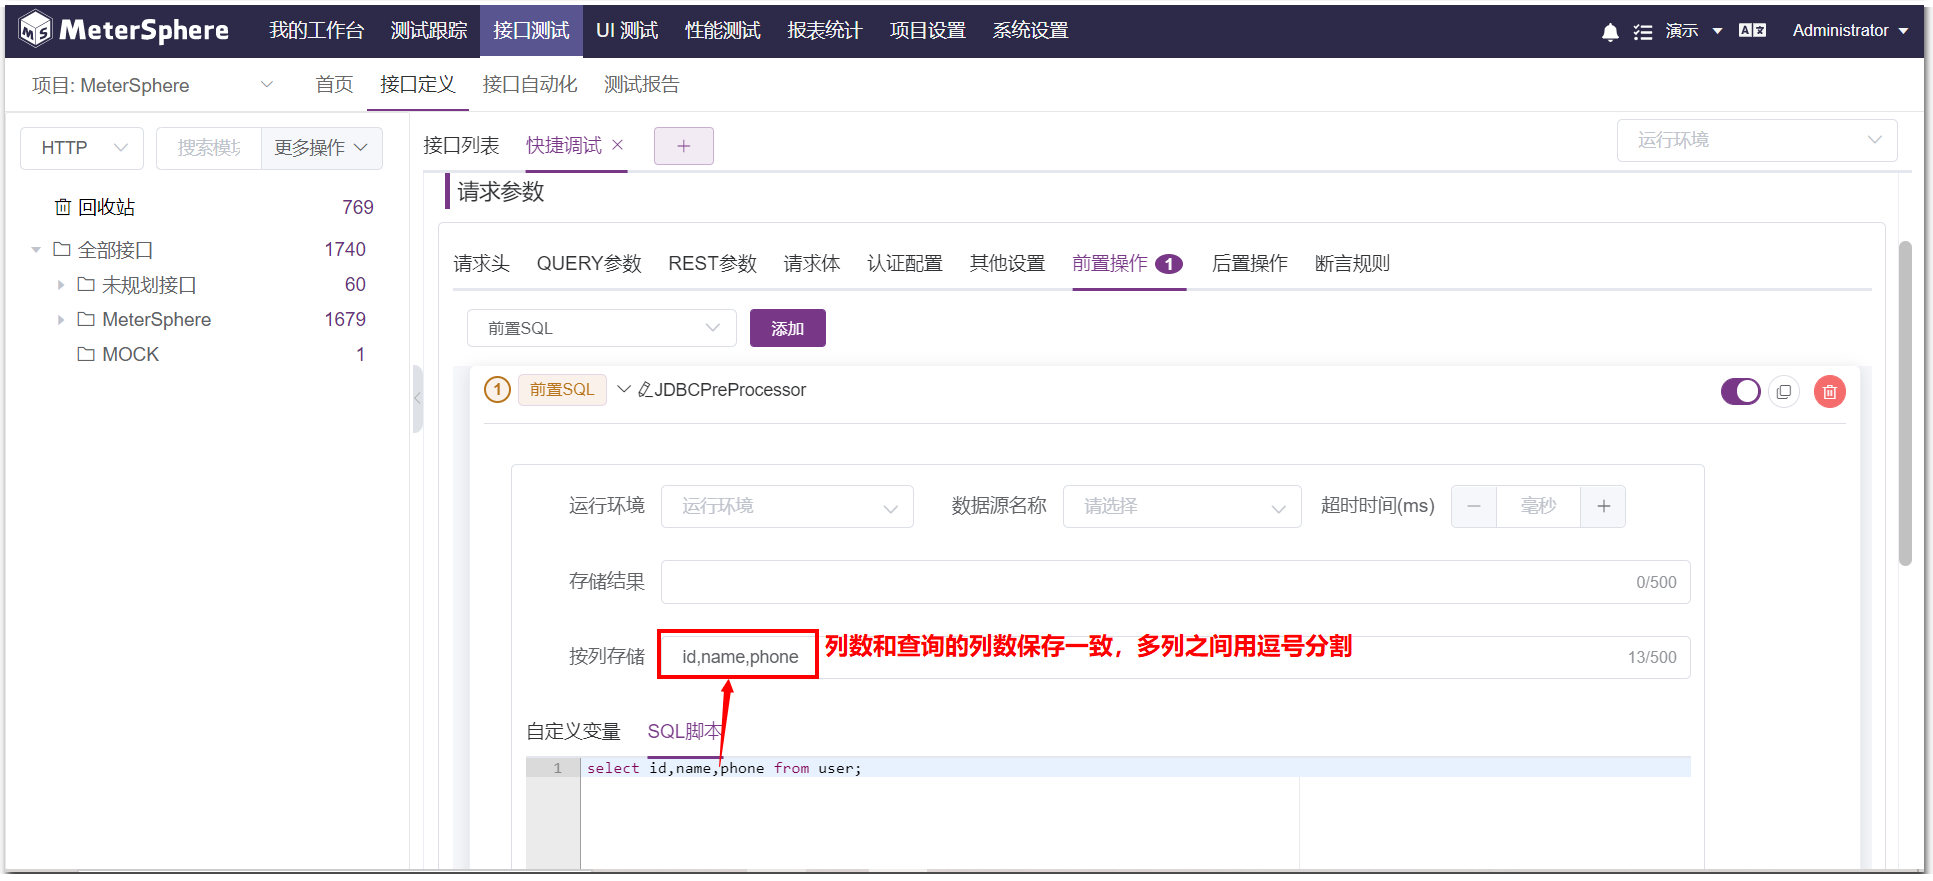 MeterSphere 我的工作台 测试跟踪 接口测试 UI 测试 性能测试 报表统计 项目设置 系统设置 演示 Administrator
项目: MeterSphere 首页 接口定义 接口自动化 测试报告
HTTP 搜索模块 更多操作 接口列表 快捷调试 + 运行环境
请求参数
回收站 769
全部接口 1740
未规划接口 60
MeterSphere 1679
MOCK 1
请求头 QUERY参数 REST参数 请求体 认证配置 其他设置 前置操作 1 后置操作 断言规则
前置SQL 添加
1 前置SQL JDBCPreProcessor
运行环境 运行环境 数据源名称 请选择 超时时间(ms) 毫秒
存储结果 0/500
按列存储 id,name,phone 列数和查询的列数保存一致，多列之间用逗号分割 13/500
自定义变量 SQL脚本
1 select id,name,phone from user;